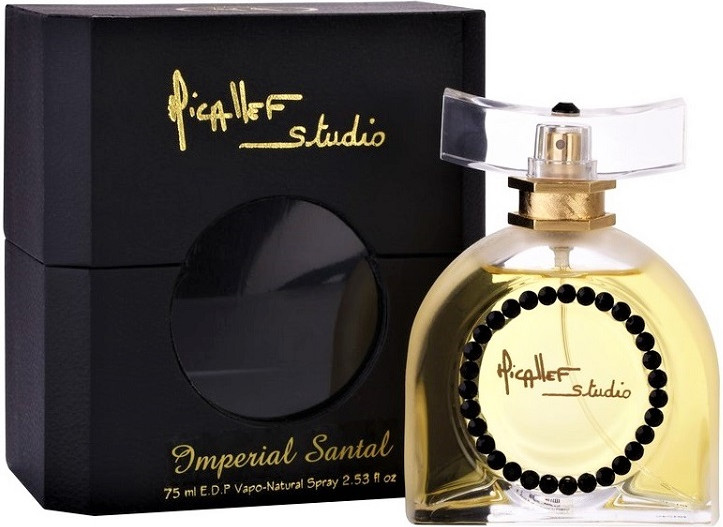 Micallef
studio
Imperial Santal
75 ml E.D.P Vapo-Natural Spray 2.53 fl oz
Micallef
studio